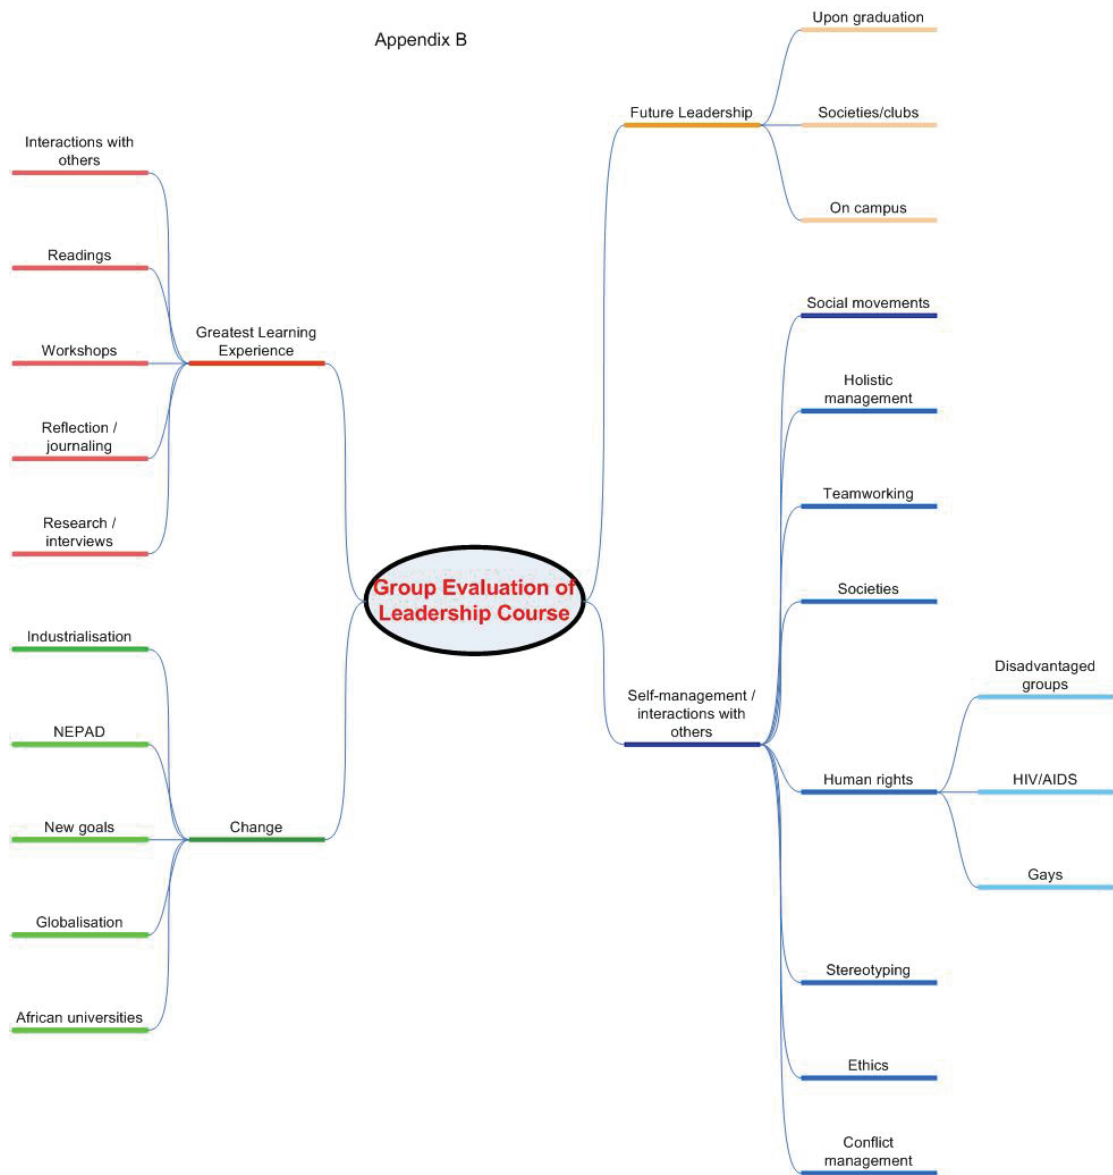 Appendix B
Group Evaluation of
Leadership Course
Greatest Learning
Experience
Interactions with
others
Readings
Workshops
Reflection /
journaling
Research /
interviews
Change
Industrialisation
NEPAD
New goals
Globalisation
African universities
Future Leadership
Upon graduation
Societies/clubs
On campus
Self-management /
interactions with
others
Social movements
Holistic
management
Teamworking
Societies
Human rights
Disadvantaged
groups
HIV/AIDS
Gays
Stereotyping
Ethics
Conflict
management